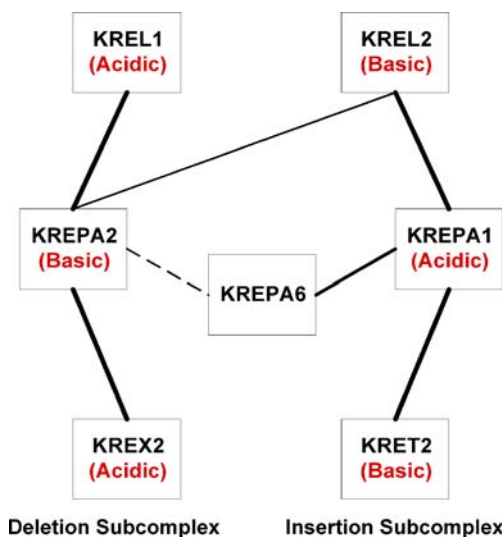 KREL1
(Acidic)
KREL2
(Basic)
KREPA2
(Basic)
KREPA1
(Acidic)
KREPA6
KREX2
(Acidic)
KRET2
(Basic)
Deletion Subcomplex
Insertion Subcomplex